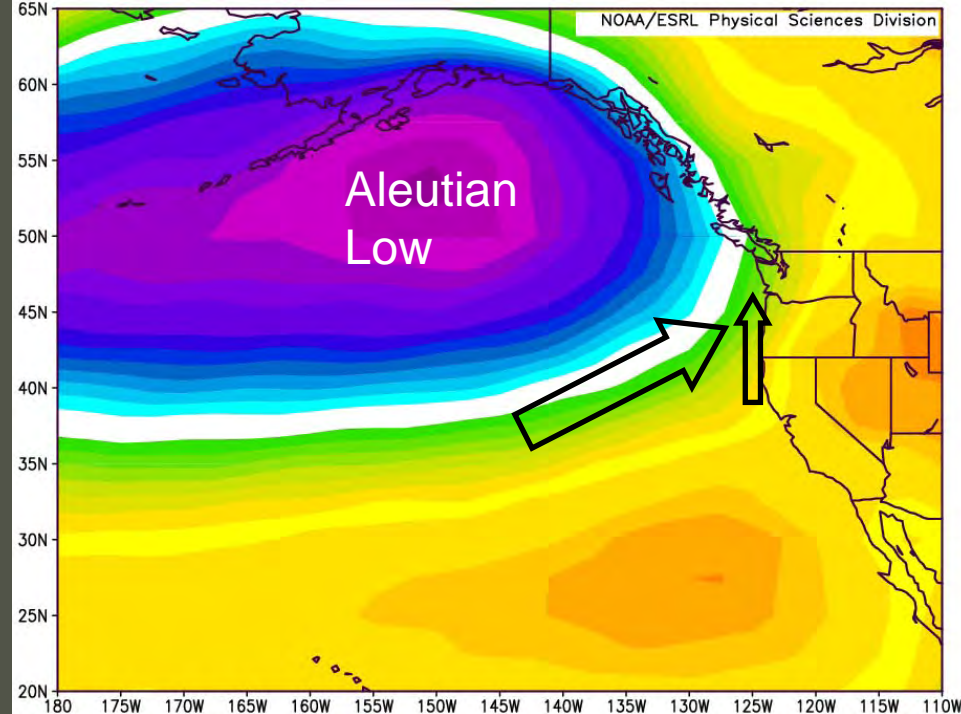 NOAA/ESRL Physical Sciences Division
65N
60N
55N
50N
45N
40N
35N
30N
25N
20N
Aleutian
Low
180 175W 170W 165W 160W 155W 150W 145W 140W 135W 130W 125W 120W 115W 110W